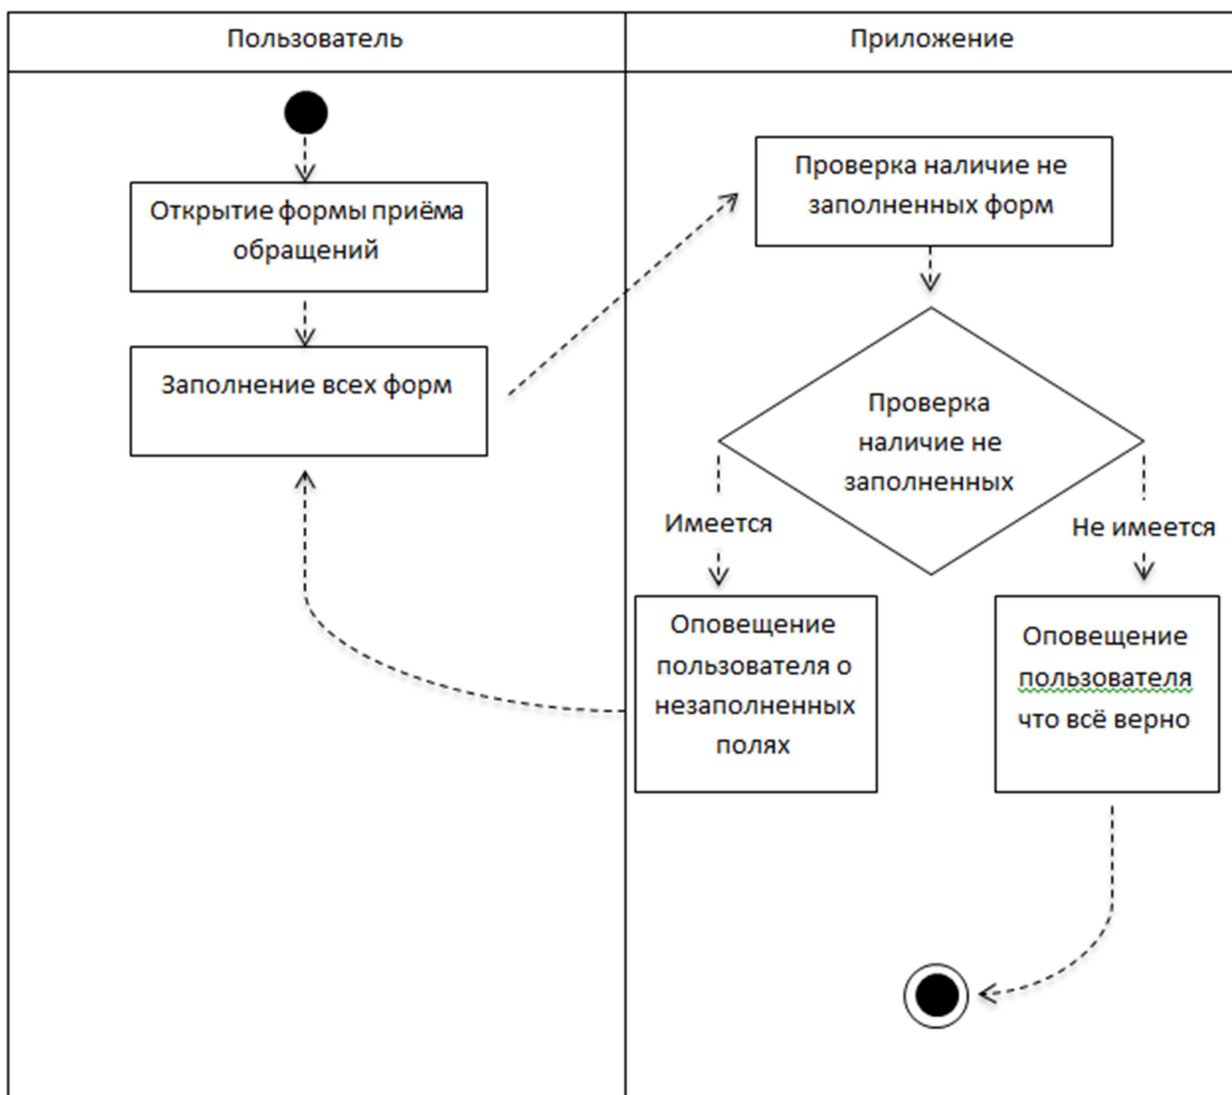 Пользователь
Приложение
Открытие формы приёма
обращений
Заполнение всех форм
Проверка наличие не
заполненных форм
Проверка
наличие не
заполненных
Имеется
Не имеется
Оповещение
пользователя о
незаполненных
полях
Оповещение
пользователя
что всё верно